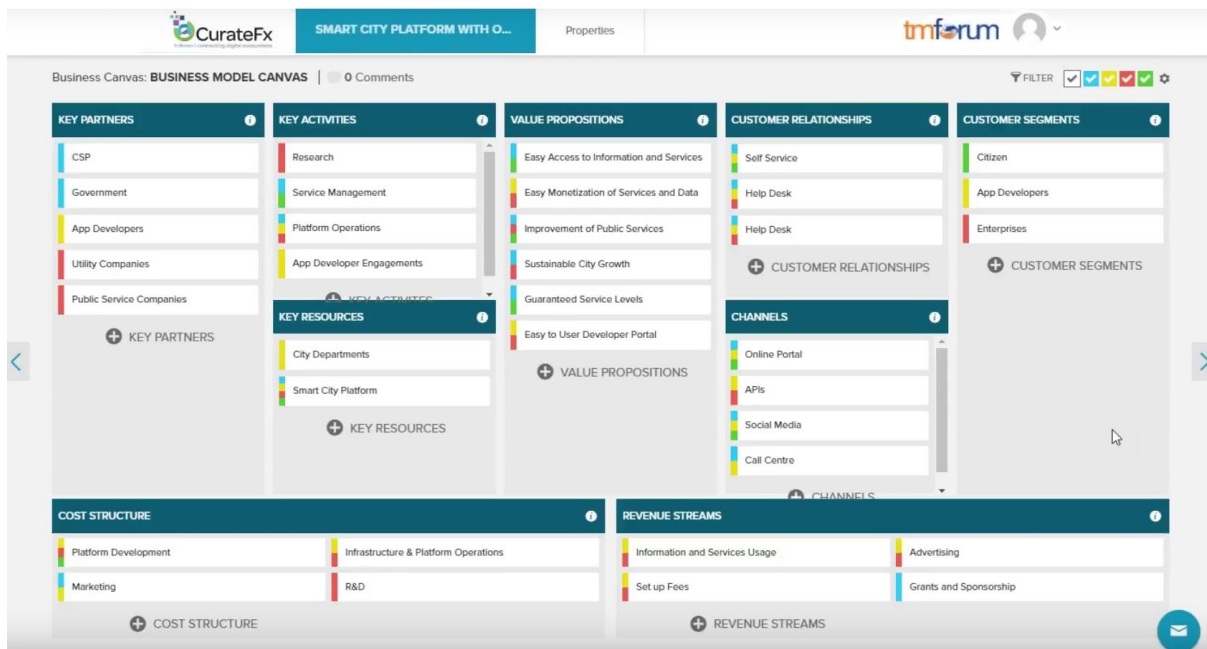 eCurateFx
SMART CITY PLATFORM WITH O...
Properties
tmforum
Business Canvas: BUSINESS MODEL CANVAS | 0 Comments
FILTER
KEY PARTNERS
CSP
Government
App Developers
Utility Companies
Public Service Companies
KEY PARTNERS
KEY ACTIVITIES
Research
Service Management
Platform Operations
App Developer Engagements
KEY ACTIVITES
KEY RESOURCES
City Departments
Smart City Platform
KEY RESOURCES
VALUE PROPOSITIONS
Easy Access to Information and Services
Easy Monetization of Services and Data
Improvement of Public Services
Sustainable City Growth
Guaranteed Service Levels
Easy to User Developer Portal
VALUE PROPOSITIONS
CUSTOMER RELATIONSHIPS
Self Service
Help Desk
Help Desk
CUSTOMER RELATIONSHIPS
CHANNELS
Online Portal
APIs
Social Media
Call Centre
CHANNELS
CUSTOMER SEGMENTS
Citizen
App Developers
Enterprises
CUSTOMER SEGMENTS
COST STRUCTURE
Platform Development
Infrastructure & Platform Operations
Marketing
R&D
COST STRUCTURE
REVENUE STREAMS
Information and Services Usage
Advertising
Set up Fees
Grants and Sponsorship
REVENUE STREAMS